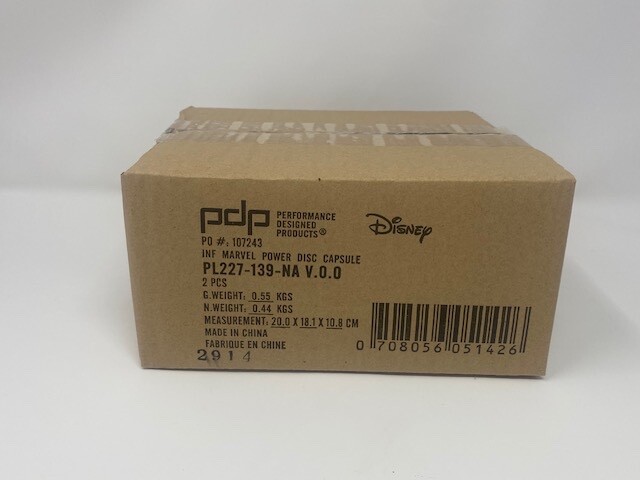 pdp PERFORMANCE DESIGNED PRODUCTS®
Disney
PO #: 107243
INF MARVEL POWER DISC CAPSULE
PL227-139-NA V.0.0
2 PCS
G.WEIGHT: 0.55 KGS
N.WEIGHT: 0.44 KGS
MEASUREMENT: 20.0 X 18.1 X 10.8 CM
MADE IN CHINA
FABRIQUE EN CHINE
2914
0 708056 051426